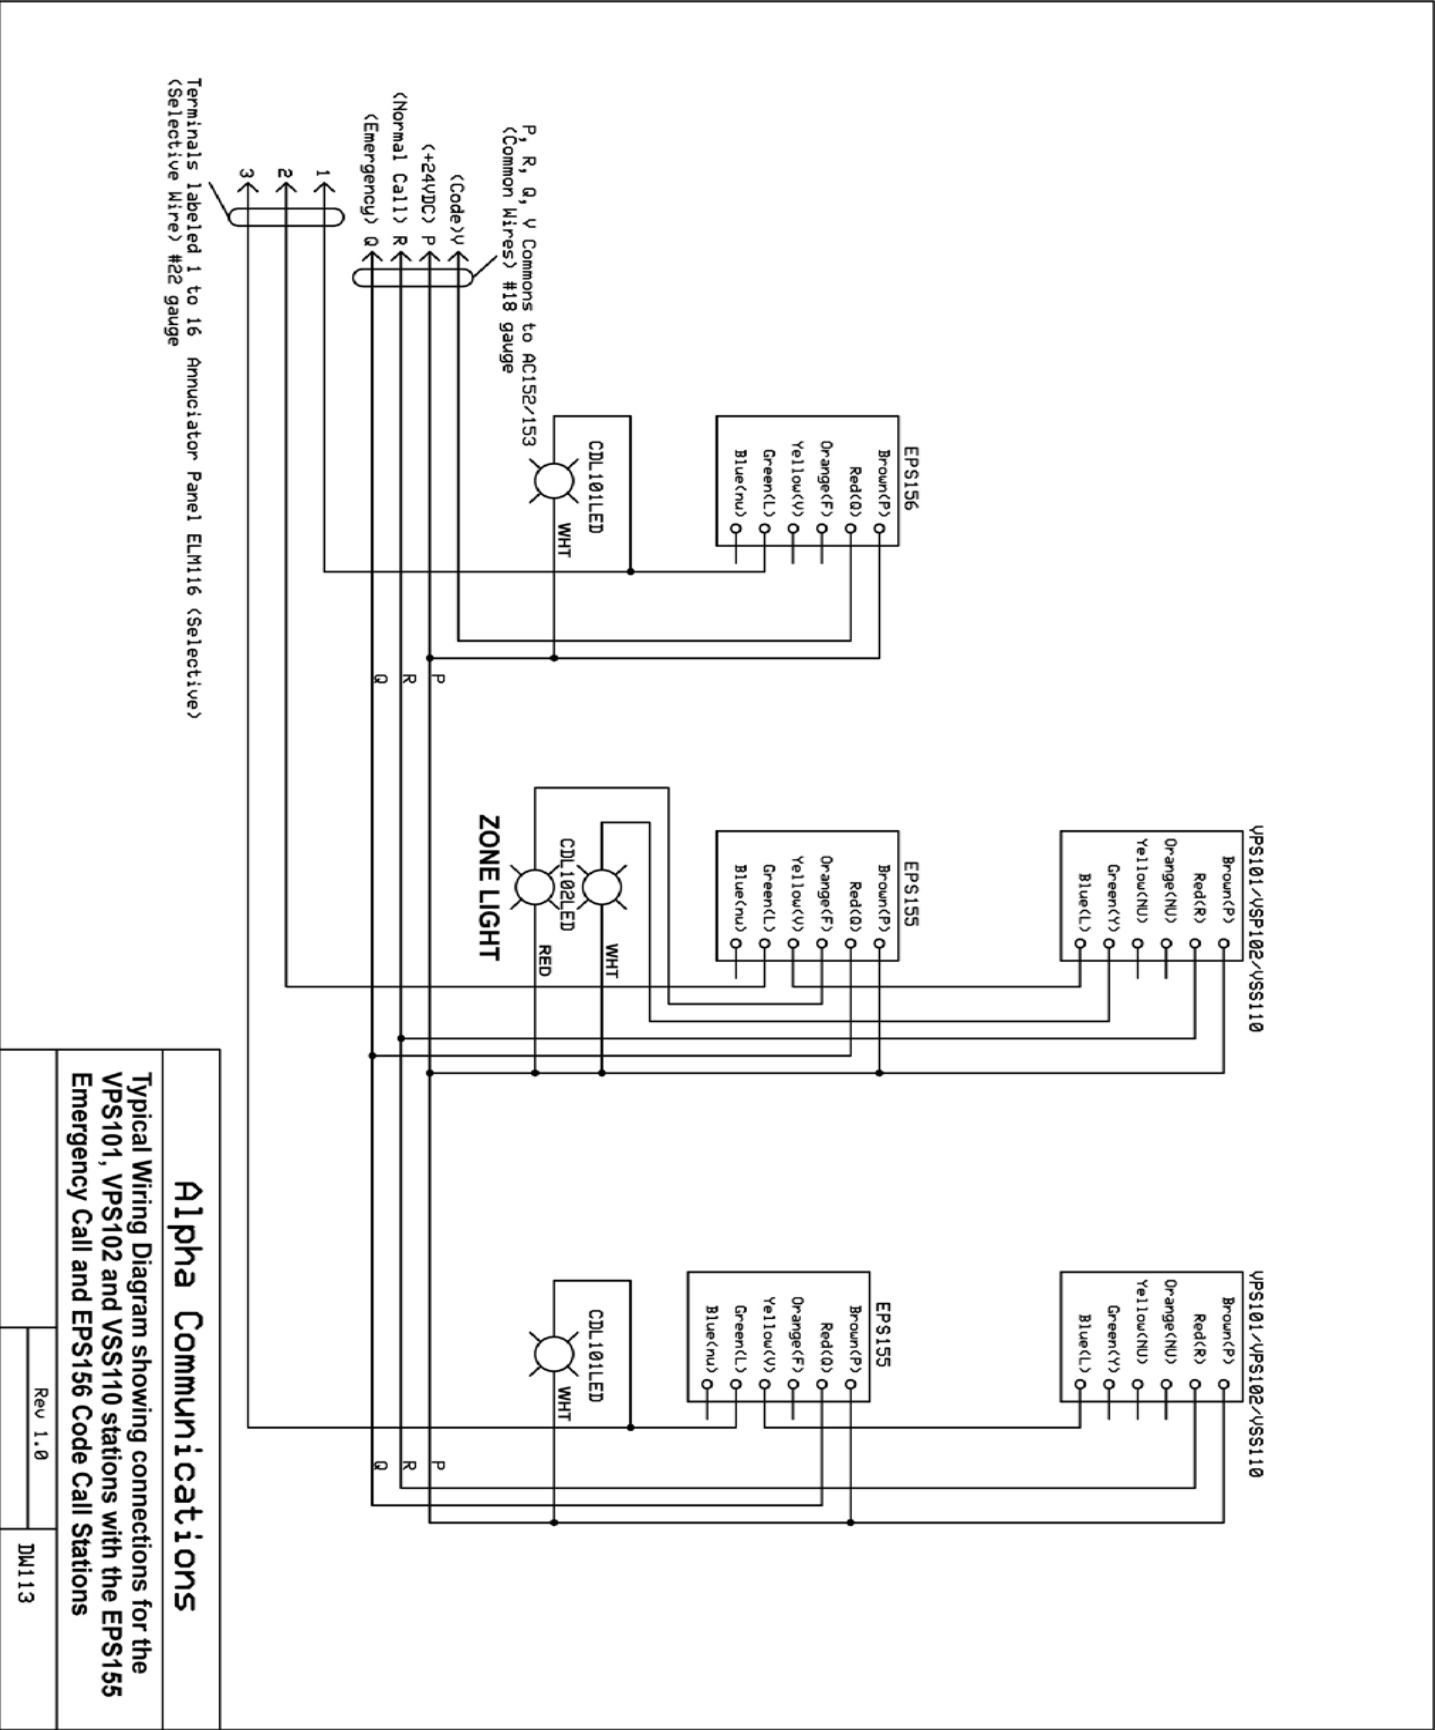 VPS101/VSP102/VSS110
Brown(P)
Red(R)
Orange(NU)
Yellow(NU)
Green(Y)
Blue(L)
VPS101/VPS102/VSS110
Brown(P)
Red(R)
Orange(NU)
Yellow(NU)
Green(Y)
Blue(L)
EPS156
Brown(P)
Red(Q)
Orange(F)
Yellow(V)
Green(L)
Blue(nu)
EPS155
Brown(P)
Red(Q)
Orange(F)
Yellow(V)
Green(L)
Blue(nu)
EPS155
Brown(P)
Red(Q)
Orange(F)
Yellow(V)
Green(L)
Blue(nu)
CDL101LED
WHT
WHT
CDL102LED
RED
ZONE LIGHT
CDL101LED
WHT
P, R, Q, V Commons to AC152/153
(Common Wires) #18 gauge
(Code)V
(+24VDC) P
(Normal Call) R
(Emergency) Q
P
R
Q
P
R
Q
1
2
3
Terminals labeled 1 to 16 Annuciator Panel ELM116 (Selective)
(Selective Wire) #22 gauge
Alpha Communications
Typical Wiring Diagram showing connections for the
VPS101, VPS102 and VSS110 stations with the EPS155
Emergency Call and EPS156 Code Call Stations
Rev 1.0
DW113